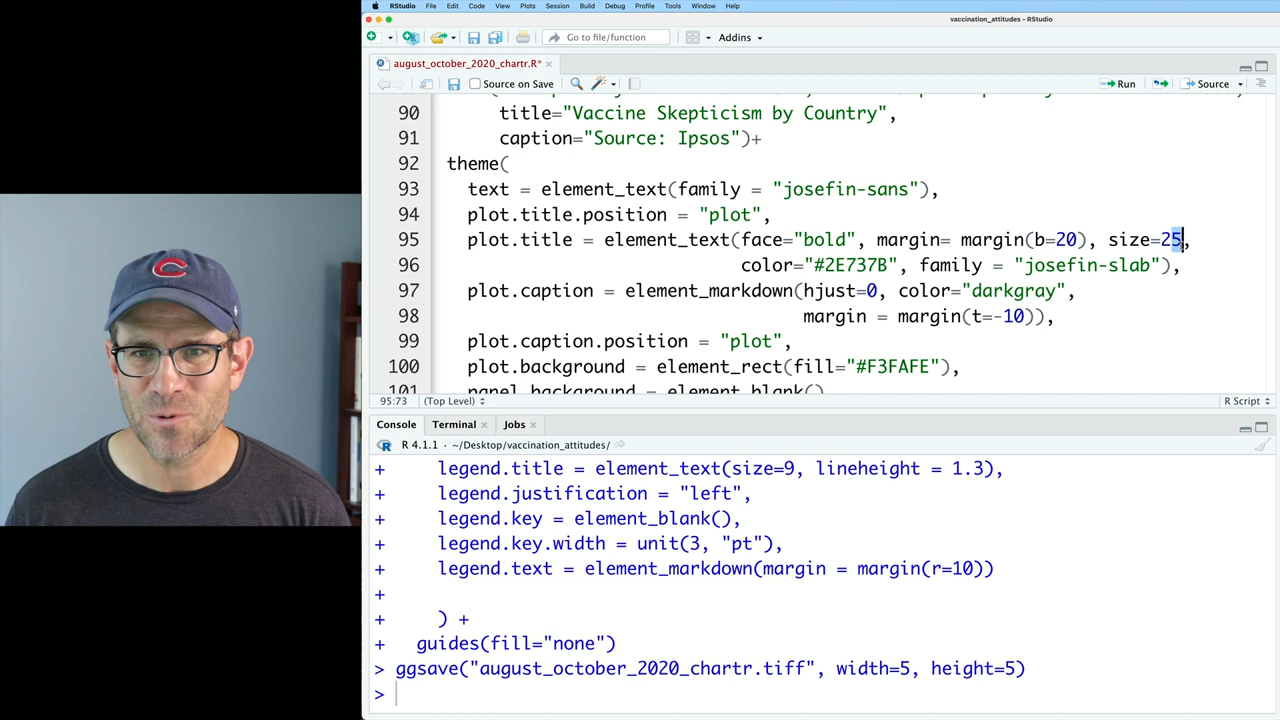 RStudio File Edit Code View Plots Session Build Debug Profile Tools Window Help
vaccination_attitudes - RStudio
Go to file/function Addins
august_october_2020_chartr.R*
Source on Save Run Source
90 title="Vaccine Skepticism by Country",
91 caption="Source: Ipsos")+
92 theme(
93 text = element_text(family = "josefin-sans"),
94 plot.title.position = "plot",
95 plot.title = element_text(face="bold", margin= margin(b=20), size=25,
96 color="#2E737B", family = "josefin-slab"),
97 plot.caption = element_markdown(hjust=0, color="darkgray",
98 margin = margin(t=-10)),
99 plot.caption.position = "plot",
100 plot.background = element_rect(fill="#F3FAFE"),
101 panel.background = element_blank()
95:73 (Top Level) R Script
Console Terminal Jobs
R 4.1.1 · ~/Desktop/vaccination_attitudes/
+ legend.title = element_text(size=9, lineheight = 1.3),
+ legend.justification = "left",
+ legend.key = element_blank(),
+ legend.key.width = unit(3, "pt"),
+ legend.text = element_markdown(margin = margin(r=10))
+
+ ) +
+ guides(fill="none")
> ggsave("august_october_2020_chartr.tiff", width=5, height=5)
>